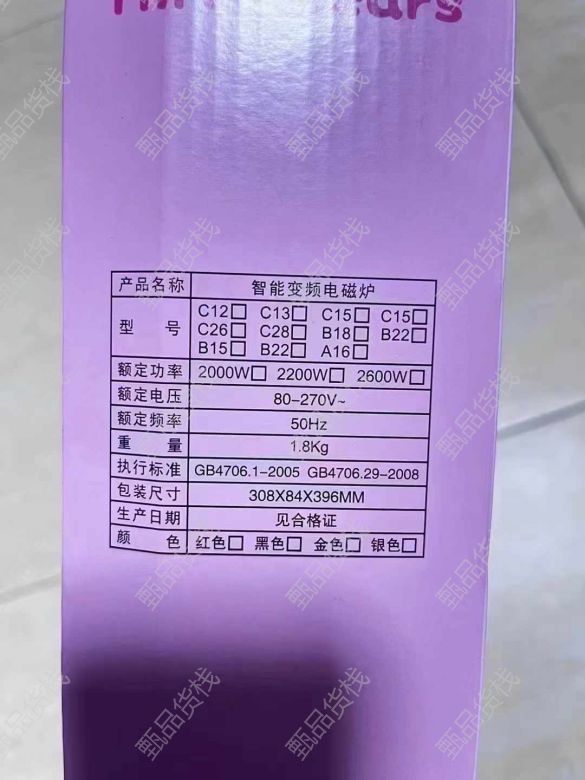 产品名称 智能变频电磁炉
型 号 C12□ C13□ C15□ C15□
C26□ C28□ B18□ B22□
B15□ B22□ A16□
额定功率 2000W□ 2200W□ 2600W□
额定电压 80-270V~
额定频率 50Hz
重 量 1.8Kg
执行标准 GB4706.1-2005 GB4706.29-2008
包装尺寸 308X84X396MM
生产日期 见合格证
颜 色 红色□ 黑色□ 金色□ 银色□
甄品货栈